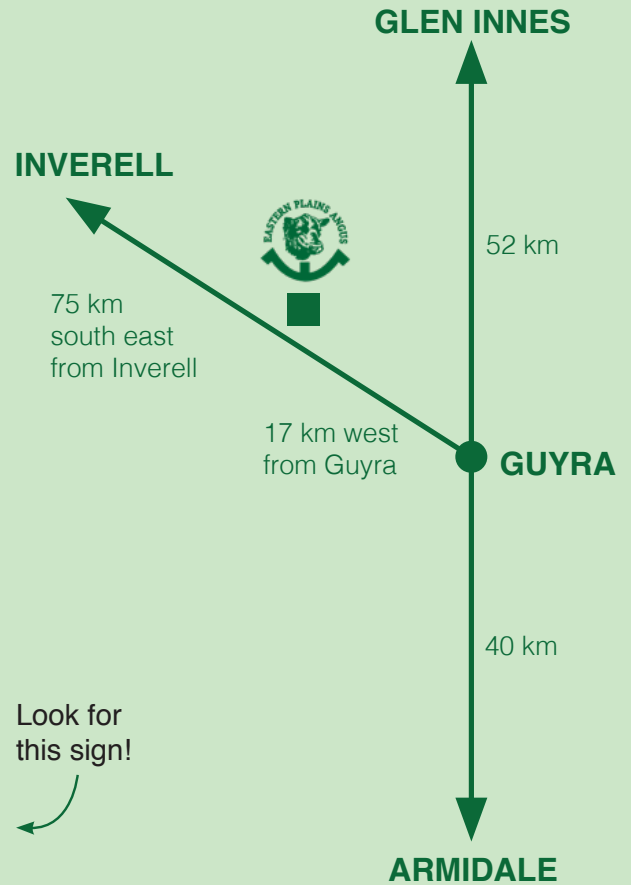 GLEN INNES
INVERELL
EASTERN PLAINS ANGUS
52 km
75 km
south east
from Inverell
17 km west
from Guyra
GUYRA
40 km
Look for
this sign!
ARMIDALE